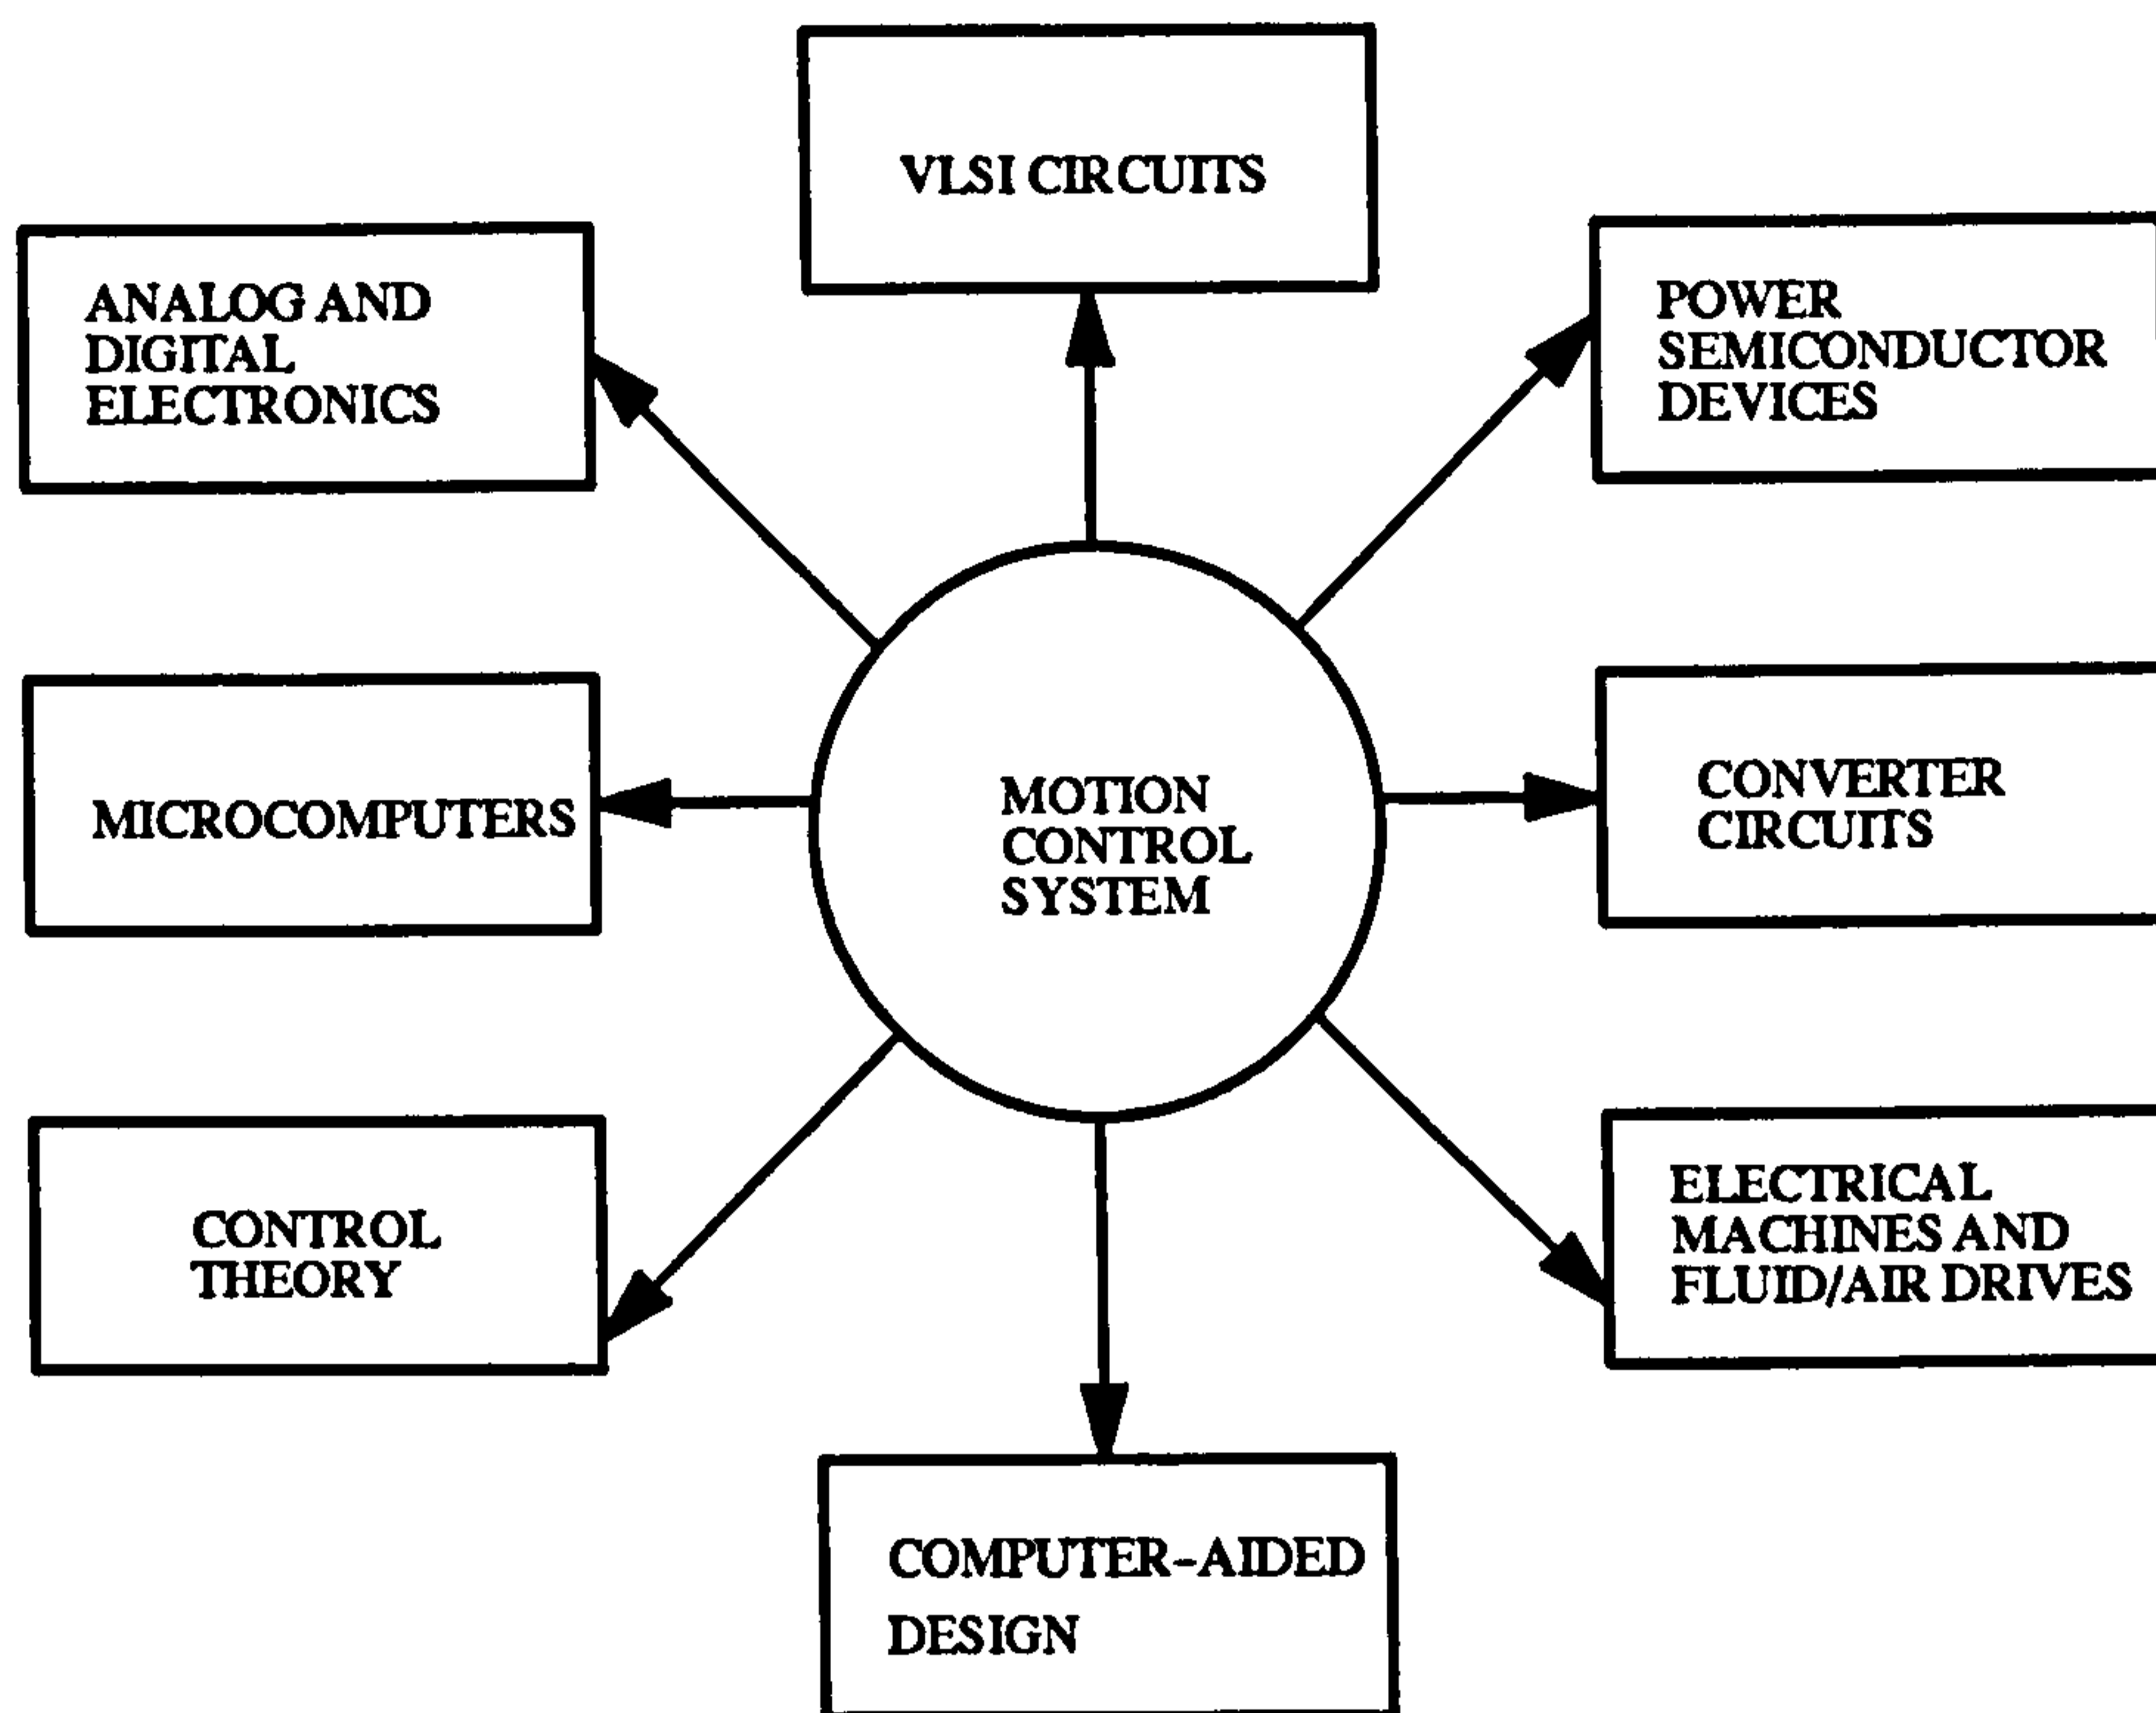 VLSI CIRCUITS
ANALOG AND
DIGITAL
ELECTRONICS
POWER
SEMICONDUCTOR
DEVICES
MICROCOMPUTERS
MOTION
CONTROL
SYSTEM
CONVERTER
CIRCUITS
CONTROL
THEORY
ELECTRICAL
MACHINES AND
FLUID/AIR DRIVES
COMPUTER-AIDED
DESIGN